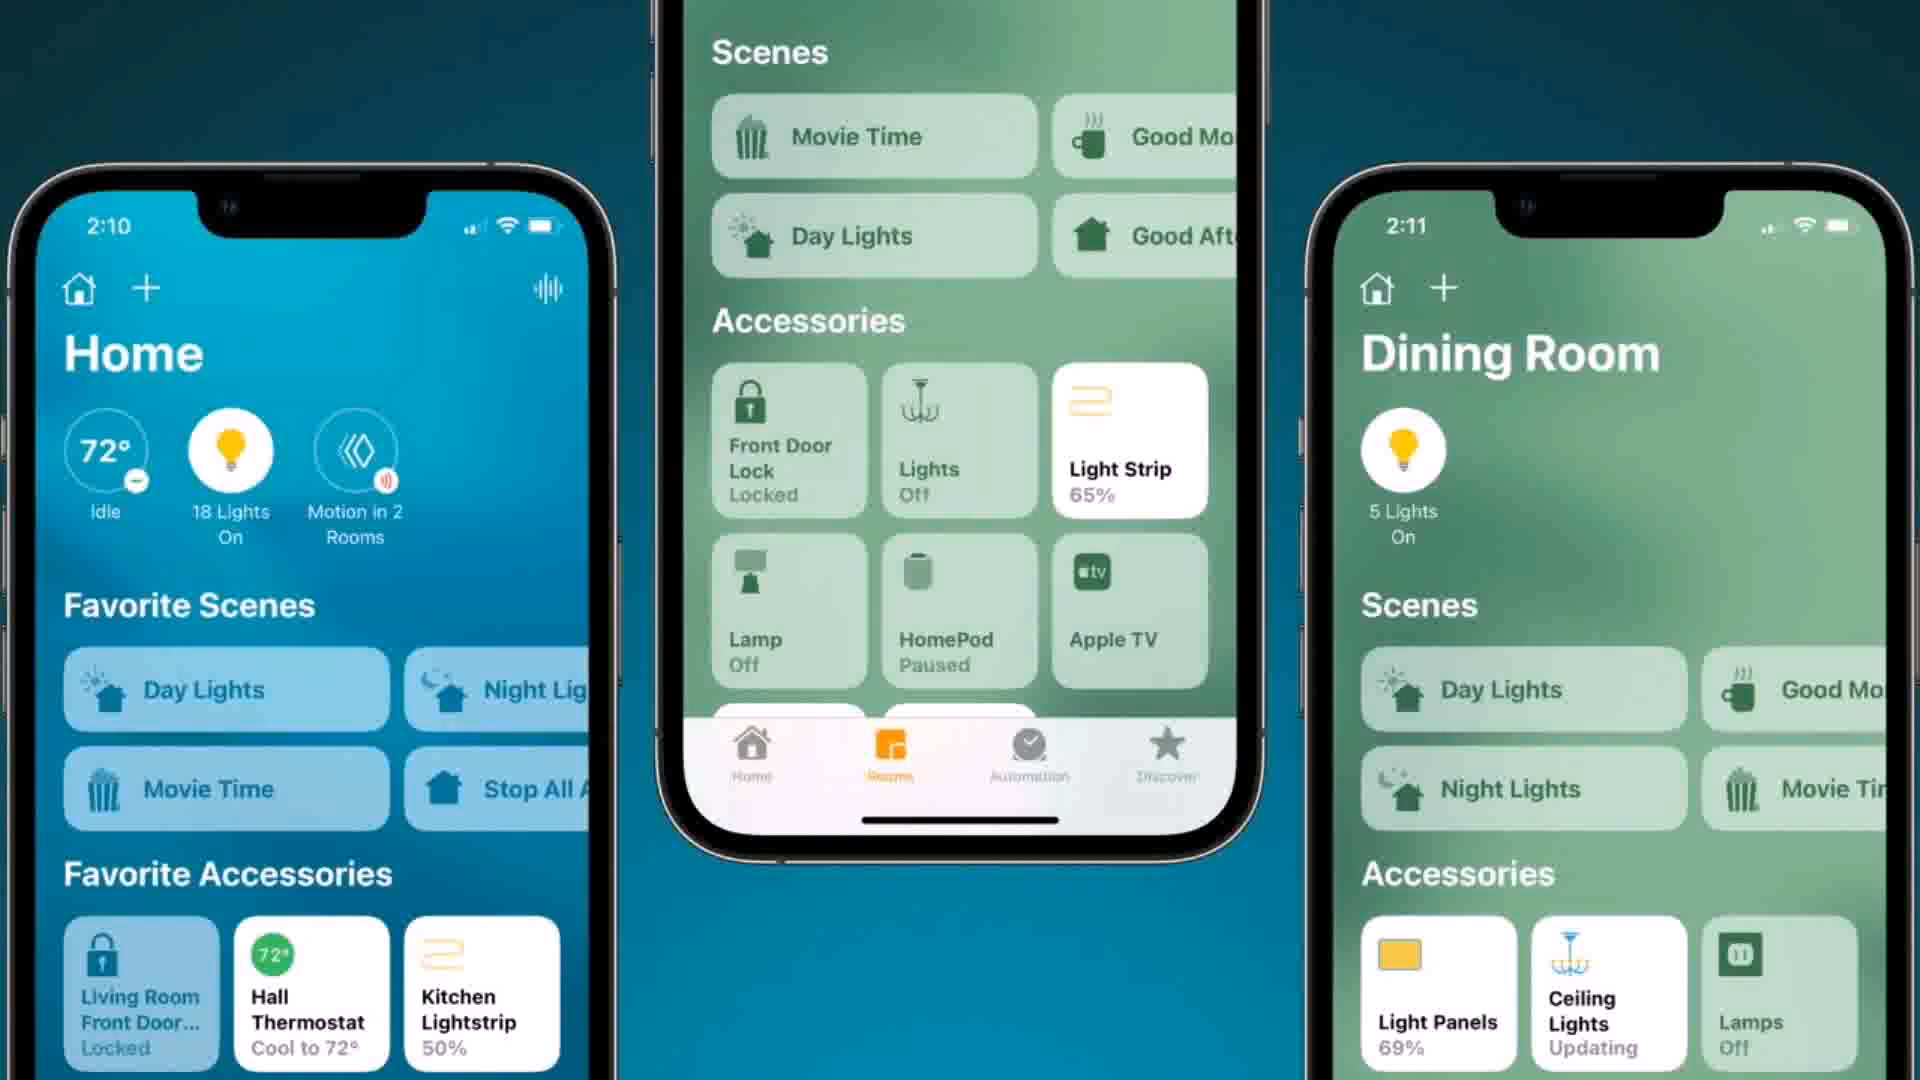 2:10
Home
72°
Idle
18 Lights
On
Motion in 2
Rooms
Favorite Scenes
Day Lights
Night Lig
Movie Time
Stop All A
Favorite Accessories
Living Room
Front Door...
Locked
72°
Hall
Thermostat
Cool to 72°
Kitchen
Lightstrip
50%
Scenes
Movie Time
Good Mo
Day Lights
Good Aft
Accessories
Front Door
Lock
Locked
Lights
Off
Light Strip
65%
Lamp
Off
HomePod
Paused
tv
Apple TV
Home
Rooms
Automation
Discover
2:11
Dining Room
5 Lights
On
Scenes
Day Lights
Good Mo
Night Lights
Movie Tir
Accessories
Light Panels
69%
Ceiling
Lights
Updating
Lamps
Off